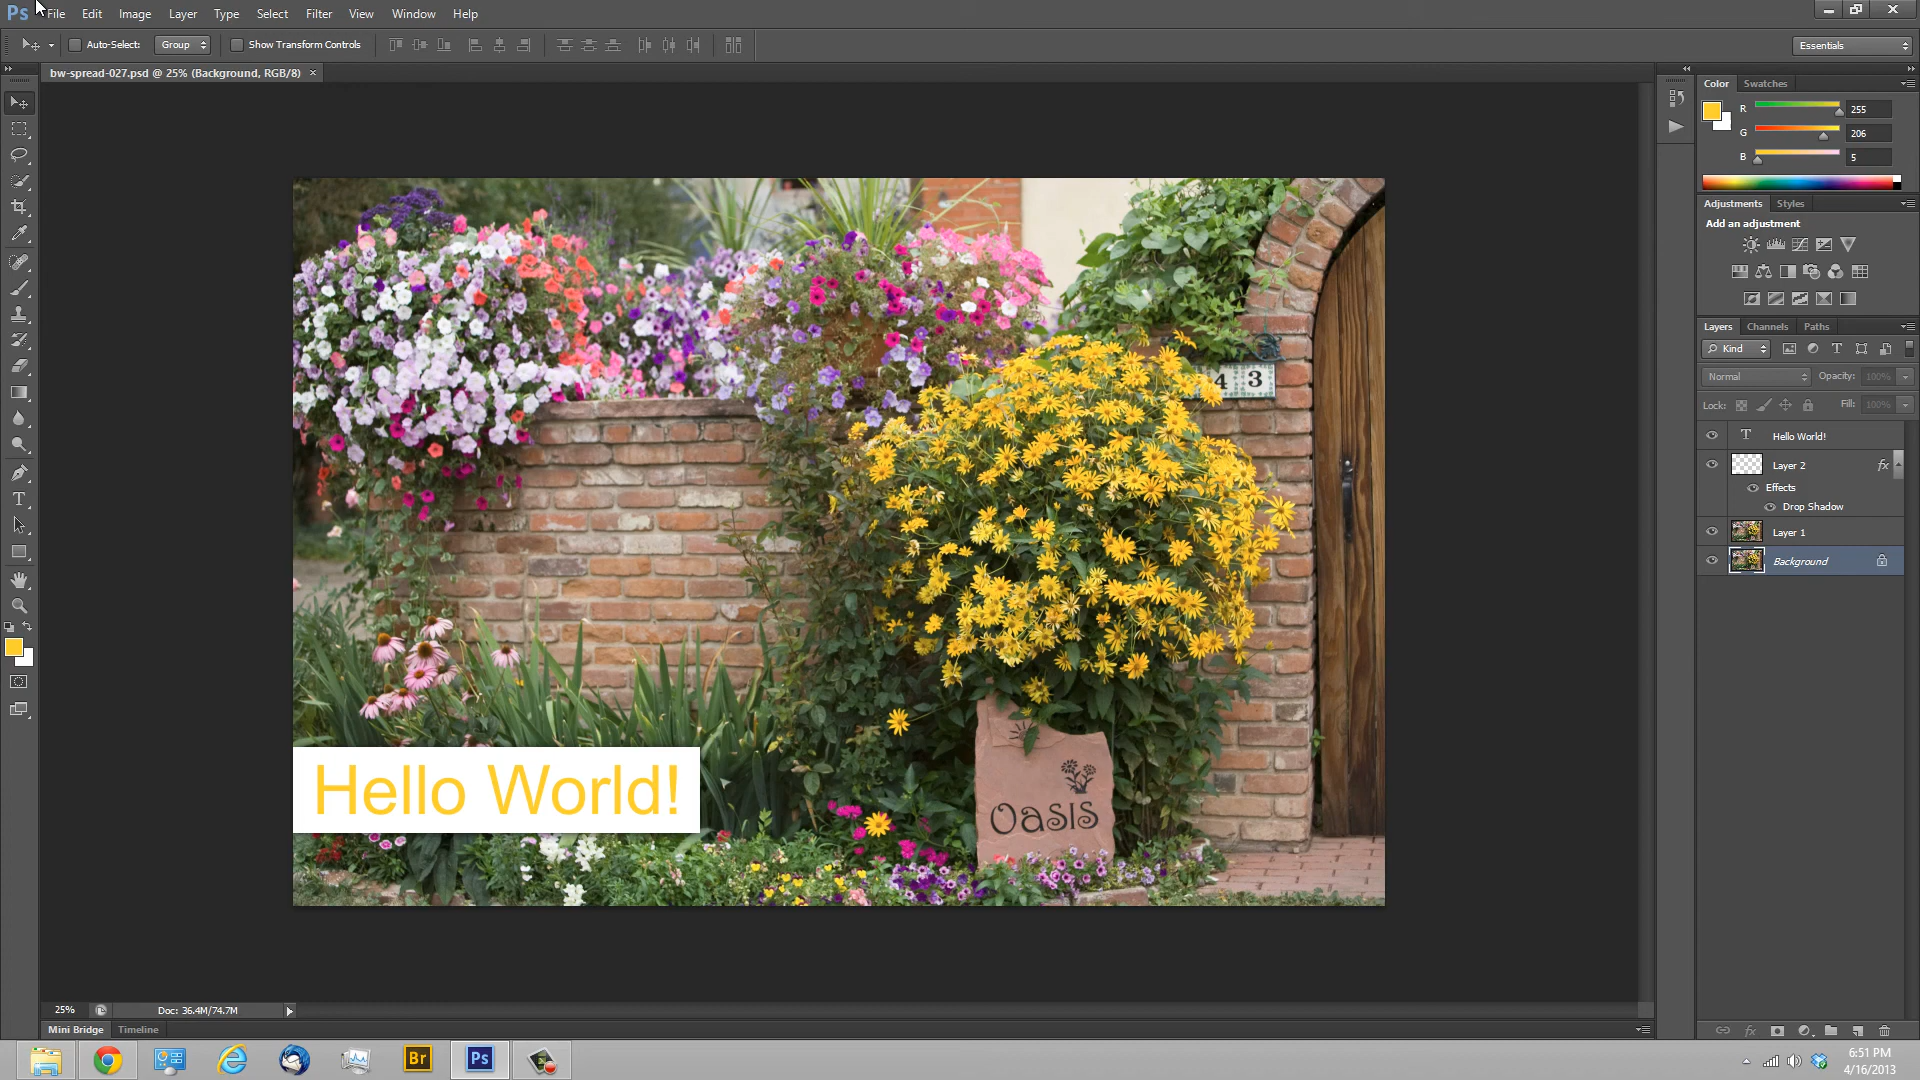 Ps File Edit Image Layer Type Select Filter View Window Help
Auto-Select: Group Show Transform Controls Essentials
bw-spread-027.psd @ 25% (Background, RGB/8) ×
Color Swatches
R 255
G 206
B 5
Adjustments Styles
Add an adjustment
Layers Channels Paths
Kind
Normal Opacity: 100%
Lock: Fill: 100%
T Hello World!
Layer 2 fx
Effects
Drop Shadow
Layer 1
Background
4 3
Hello World!
Oasis
25% Doc: 36.4M/74.7M
Mini Bridge Timeline
Br Ps
6:51 PM
4/16/2013